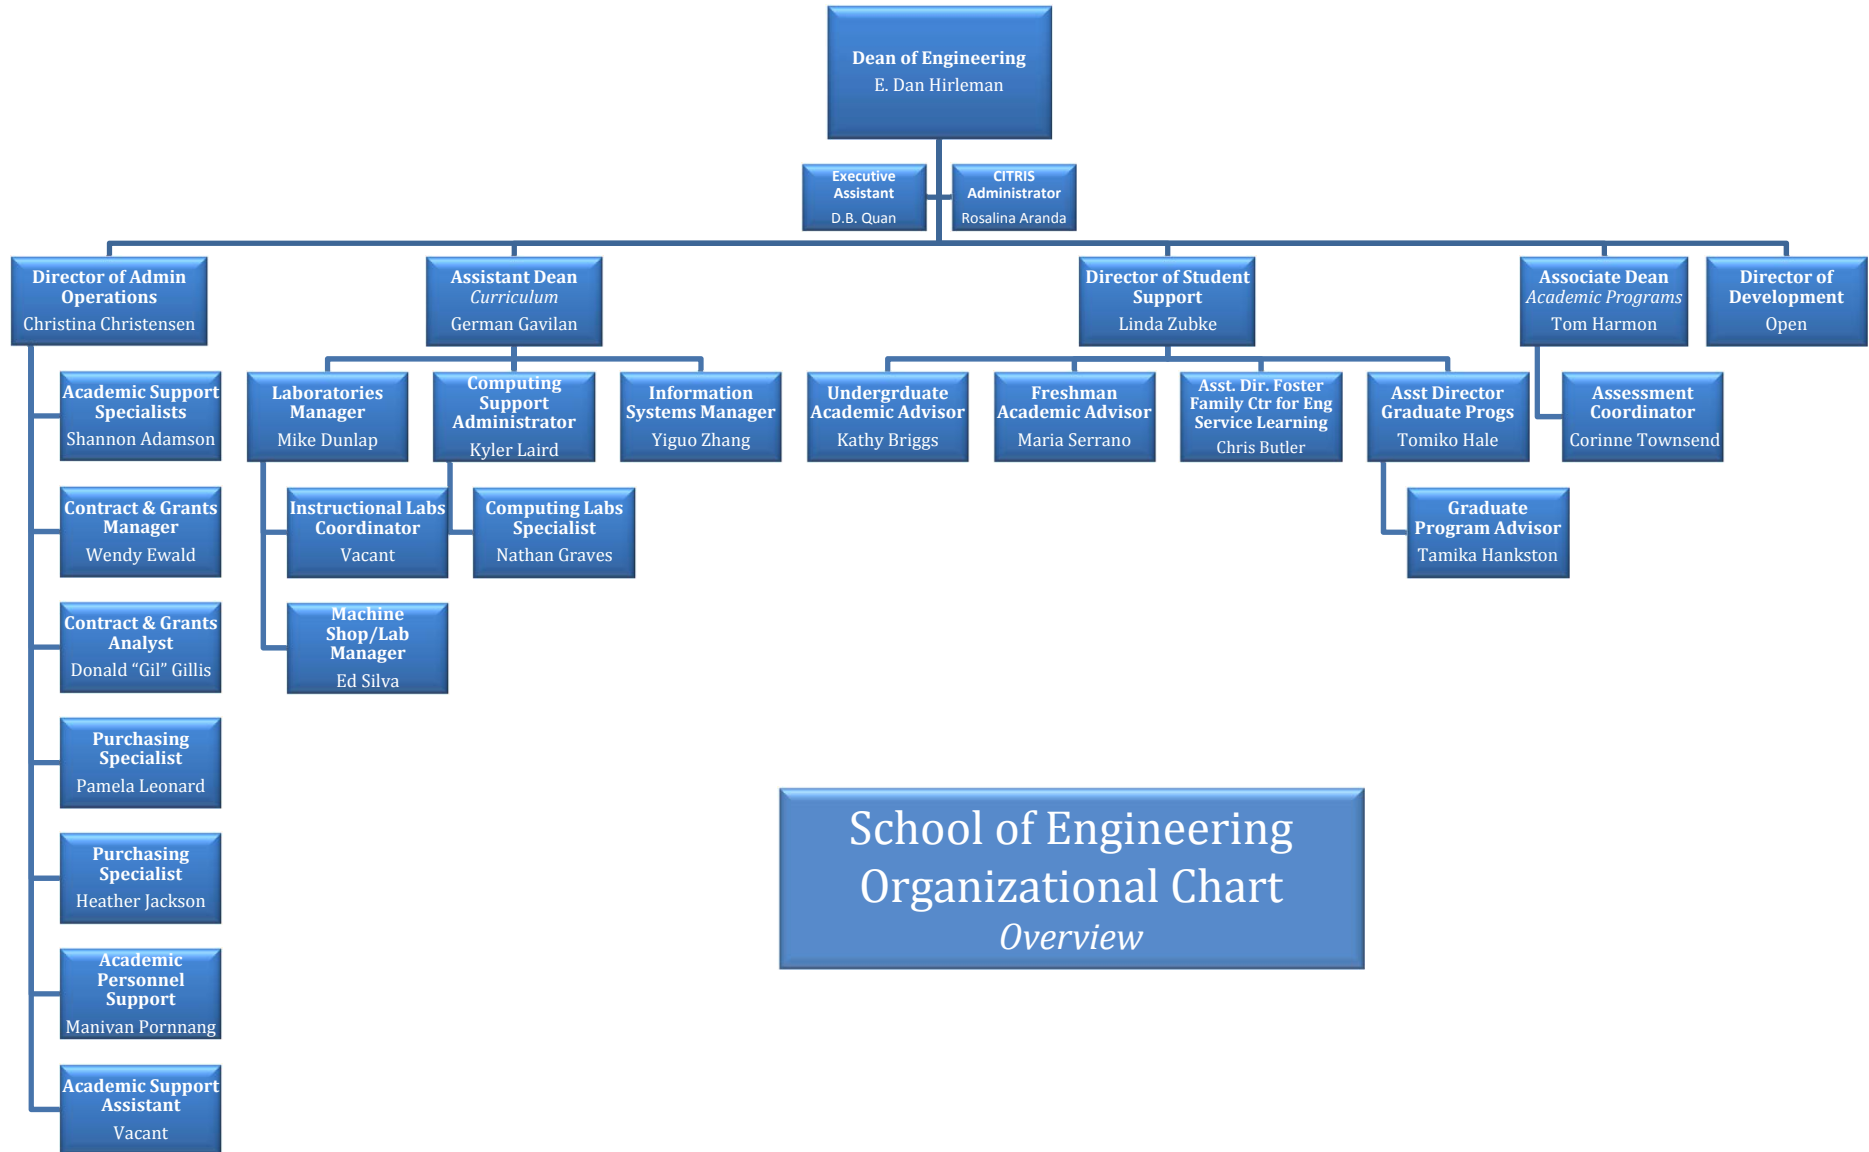 Dean of Engineering
E. Dan Hirleman
Executive
Assistant
D.B. Quan
CITRIS
Administrator
Rosalina Aranda
Director of Admin
Operations
Christina Christensen
Assistant Dean
Curriculum
German Gavilan
Director of Student
Support
Linda Zubke
Associate Dean
Academic Programs
Tom Harmon
Director of
Development
Open
Academic Support
Specialists
Shannon Adamson
Laboratories
Manager
Mike Dunlap
Computing
Support
Administrator
Kyler Laird
Information
Systems Manager
Yiguo Zhang
Undergrduate
Academic Advisor
Kathy Briggs
Freshman
Academic Advisor
Maria Serrano
Asst. Dir. Foster
Family Ctr for Eng
Service Learning
Chris Butler
Asst Director
Graduate Progs
Tomiko Hale
Assessment
Coordinator
Corinne Townsend
Contract & Grants
Manager
Wendy Ewald
Instructional Labs
Coordinator
Vacant
Computing Labs
Specialist
Nathan Graves
Graduate
Program Advisor
Tamika Hankston
Contract & Grants
Analyst
Donald “Gil” Gillis
Machine
Shop/Lab
Manager
Ed Silva
Purchasing
Specialist
Pamela Leonard
Purchasing
Specialist
Heather Jackson
Academic
Personnel
Support
Manivan Pornnang
Academic Support
Assistant
Vacant
School of Engineering
Organizational Chart
Overview